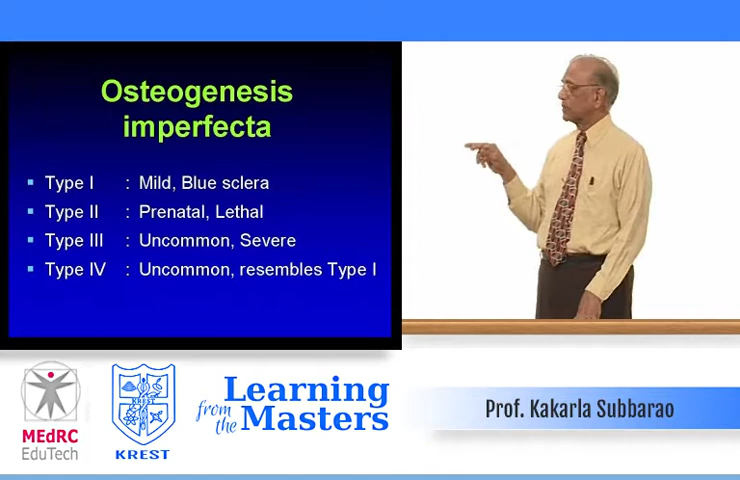 Osteogenesis
imperfecta
▪ Type I : Mild, Blue sclera
▪ Type II : Prenatal, Lethal
▪ Type III : Uncommon, Severe
▪ Type IV : Uncommon, resembles Type I
MEdRC
EduTech
KREST
KREST
Learning
from the Masters
Prof. Kakarla Subbarao